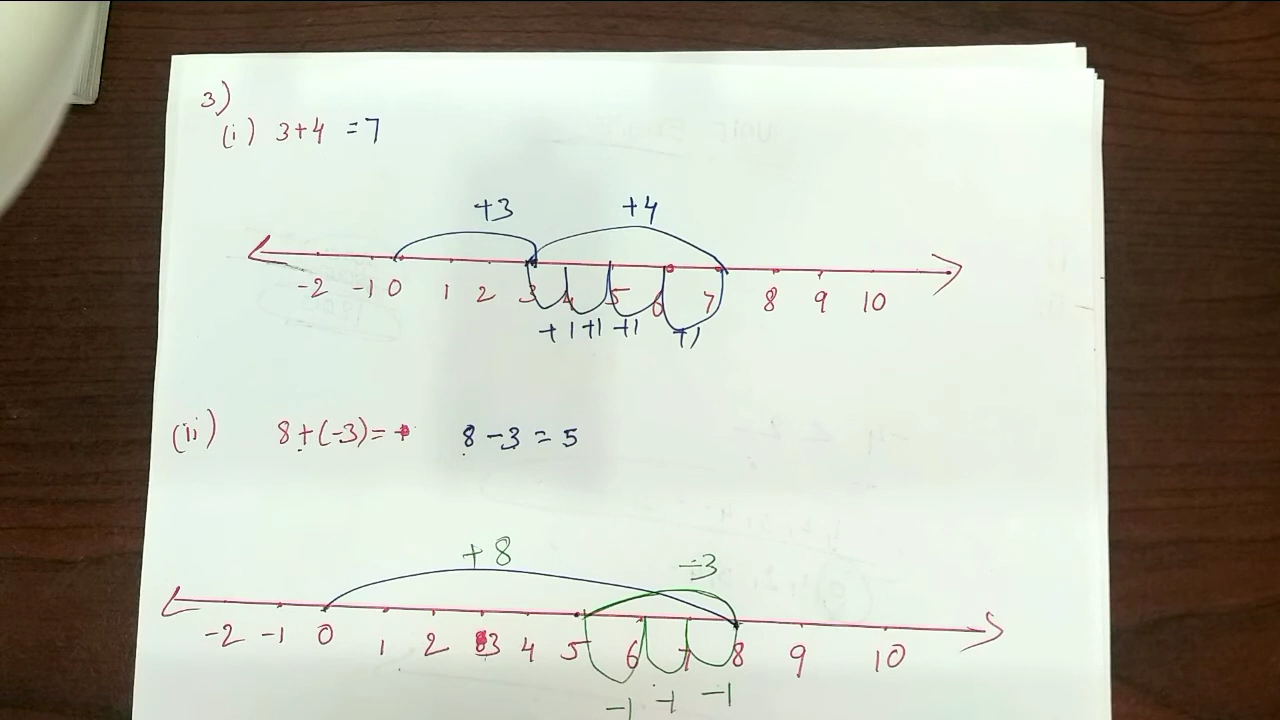 3)
(i) 3+4 =7
+3 +4
-2 -1 0 1 2 3 4 5 6 7 8 9 10
+1 +1 +1 +1
(ii) 8+(-3)= 8-3=5
+8 -3
-2 -1 0 1 2 3 4 5 6 7 8 9 10
-1 -1 -1